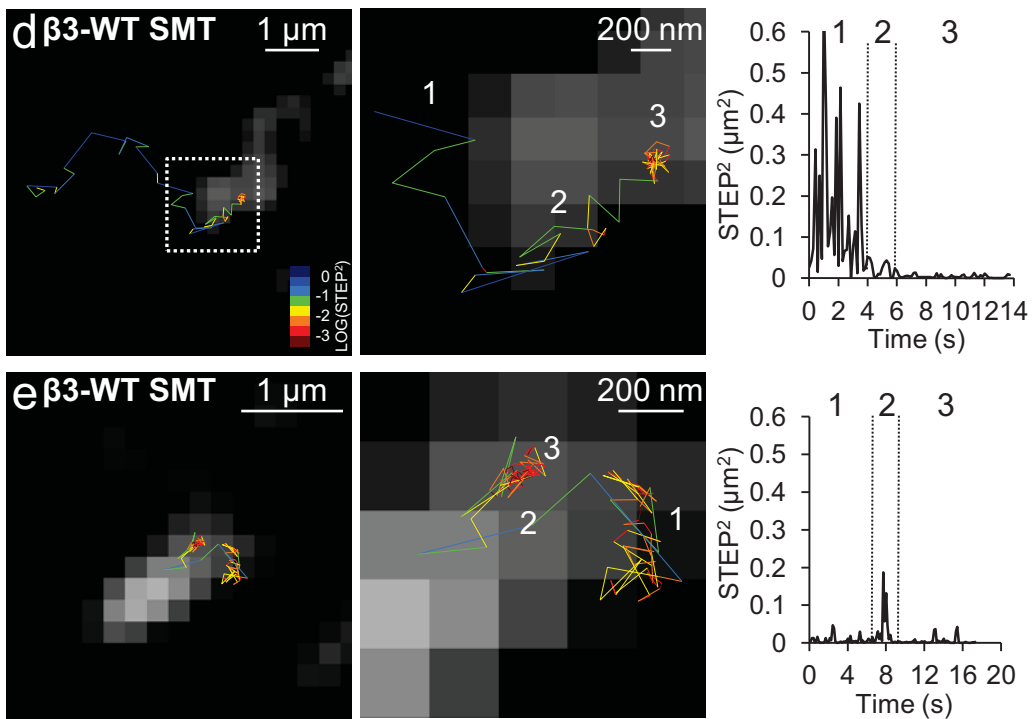 d β3-WT SMT 1 µm
0
-1
-2
-3
LOG(STEP²)
200 nm
1
2
3
1 2 3
0.6
0.5
0.4
0.3
0.2
0.1
0
STEP² (µm²)
0 2 4 6 8 10 12 14
Time (s)
e β3-WT SMT 1 µm
200 nm
3
2
1
1 2 3
0.6
0.5
0.4
0.3
0.2
0.1
0
STEP² (µm²)
0 4 8 12 16 20
Time (s)